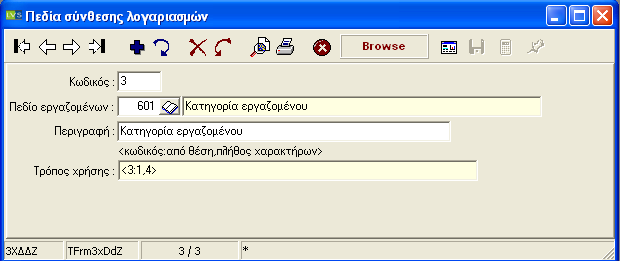 LVS Πεδία σύνθεσης λογαριασμών
Browse
Κωδικός : 3
Πεδίο εργαζομένων : 601 Κατηγορία εργαζομένου
Περιγραφή : Κατηγορία εργαζομένου
<κωδικός:από θέση,πλήθος χαρακτήρων>
Τρόπος χρήσης : <3:1,4>
3ΧΔΔΖ TFrm3xDdZ 3 / 3 *